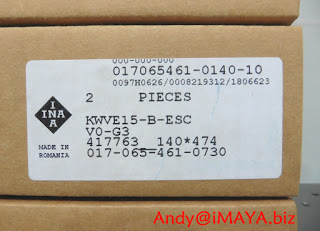 000-000-000
017065461-0140-10
0097H0626/0008219312/1806623
2 PIECES
INA
INA
KWVE15-B-ESC
V0-G3
417763 140*474
017-065-461-0730
MADE IN
ROMANIA
Andy@iMAYA.biz